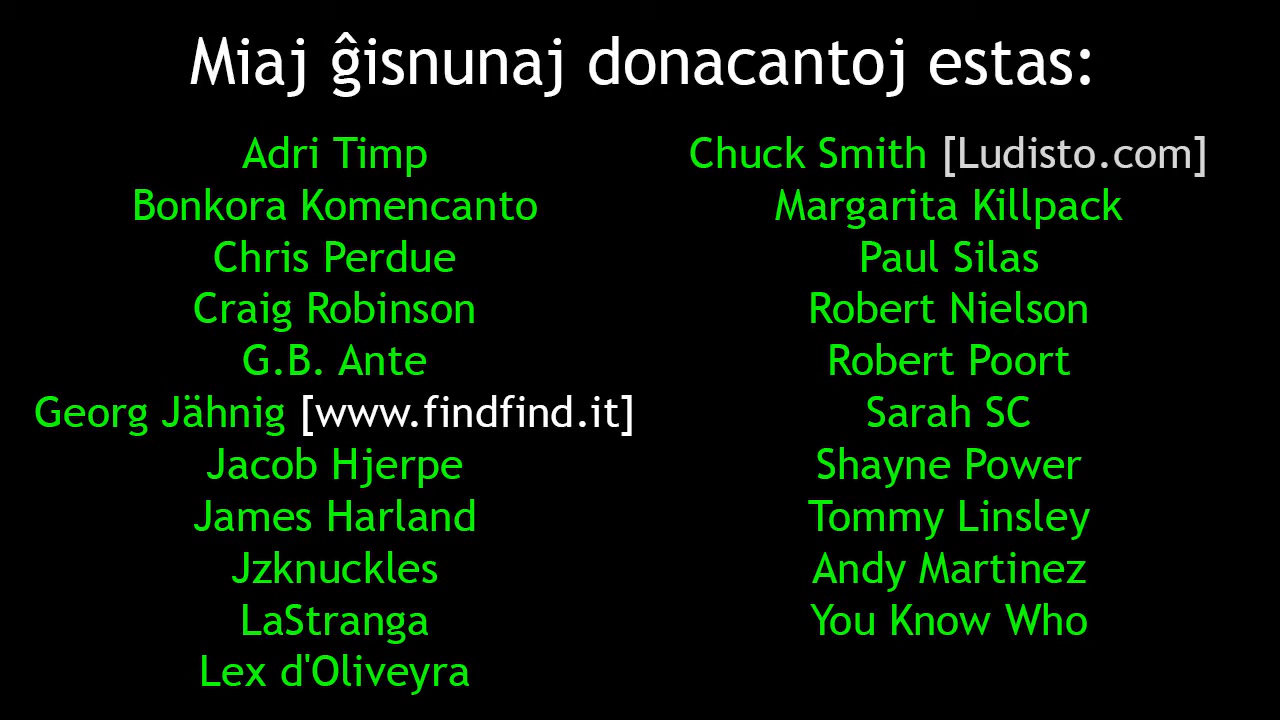 Miaj ĝisnunaj donacantoj estas:
Adri Timp
Bonkora Komencanto
Chris Perdue
Craig Robinson
G.B. Ante
Georg Jähnig [www.findfind.it]
Jacob Hjerpe
James Harland
Jzknuckles
LaStranga
Lex d'Oliveyra
Chuck Smith [Ludisto.com]
Margarita Killpack
Paul Silas
Robert Nielson
Robert Poort
Sarah SC
Shayne Power
Tommy Linsley
Andy Martinez
You Know Who